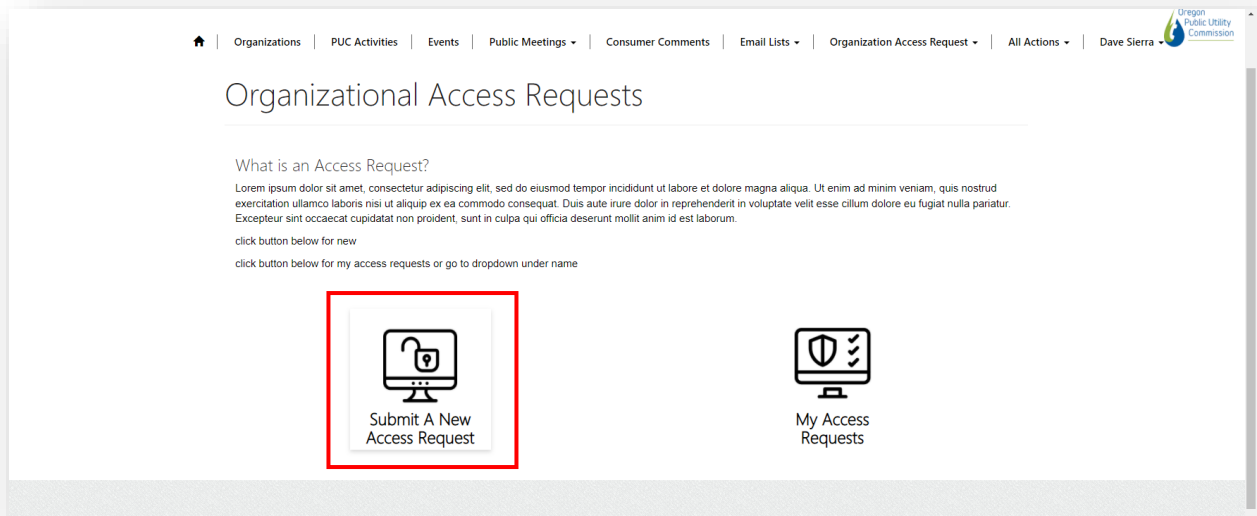 Oregon
Public Utility
Commission
Organizations PUC Activities Events Public Meetings Consumer Comments Email Lists Organization Access Request All Actions Dave Sierra
Organizational Access Requests
What is an Access Request?
Lorem ipsum dolor sit amet, consectetur adipiscing elit, sed do eiusmod tempor incididunt ut labore et dolore magna aliqua. Ut enim ad minim veniam, quis nostrud
exercitation ullamco laboris nisi ut aliquip ex ea commodo consequat. Duis aute irure dolor in reprehenderit in voluptate velit esse cillum dolore eu fugiat nulla pariatur.
Excepteur sint occaecat cupidatat non proident, sunt in culpa qui officia deserunt mollit anim id est laborum.
click button below for new
click button below for my access requests or go to dropdown under name
Submit A New
Access Request
My Access
Requests